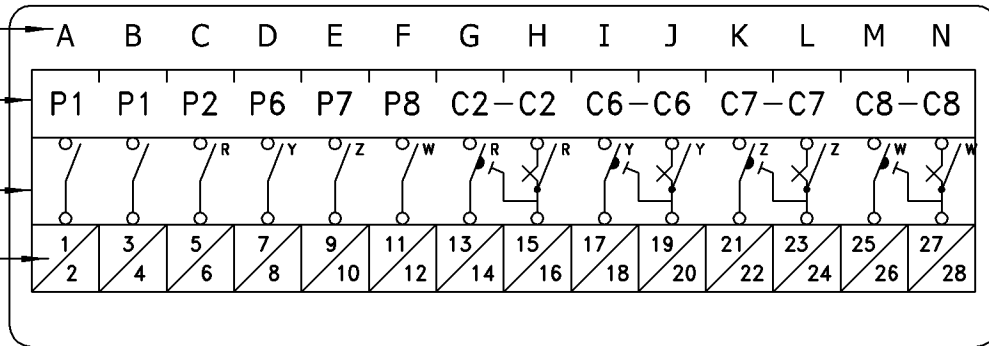 A B C D E F G H I J K L M N
P1 P1 P2 P6 P7 P8 C2-C2 C6-C6 C7-C7 C8-C8
R Y Z W R R Y Y Z Z W W
1 3 5 7 9 11 13 15 17 19 21 23 25 27
2 4 6 8 10 12 14 16 18 20 22 24 26 28